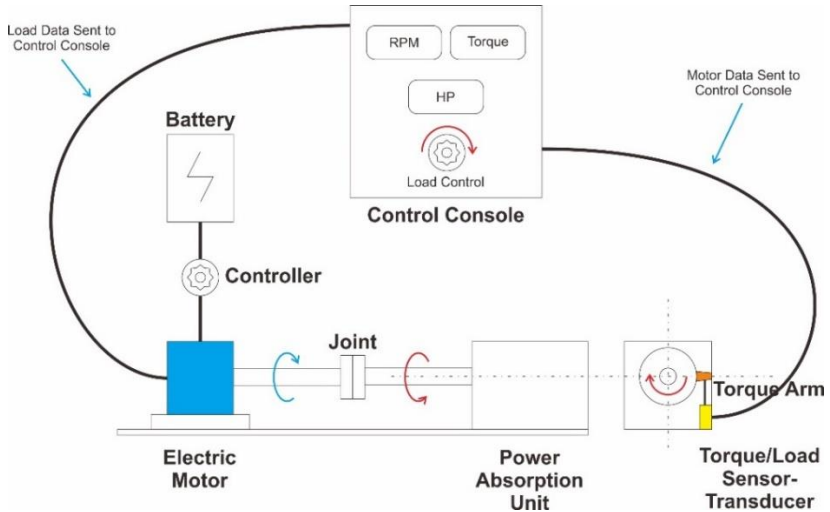 Load Data Sent to
Control Console
RPM
Torque
HP
Load Control
Control Console
Motor Data Sent to
Control Console
Battery
Controller
Joint
Torque Arm
Electric
Motor
Power
Absorption
Unit
Torque/Load
Sensor-
Transducer